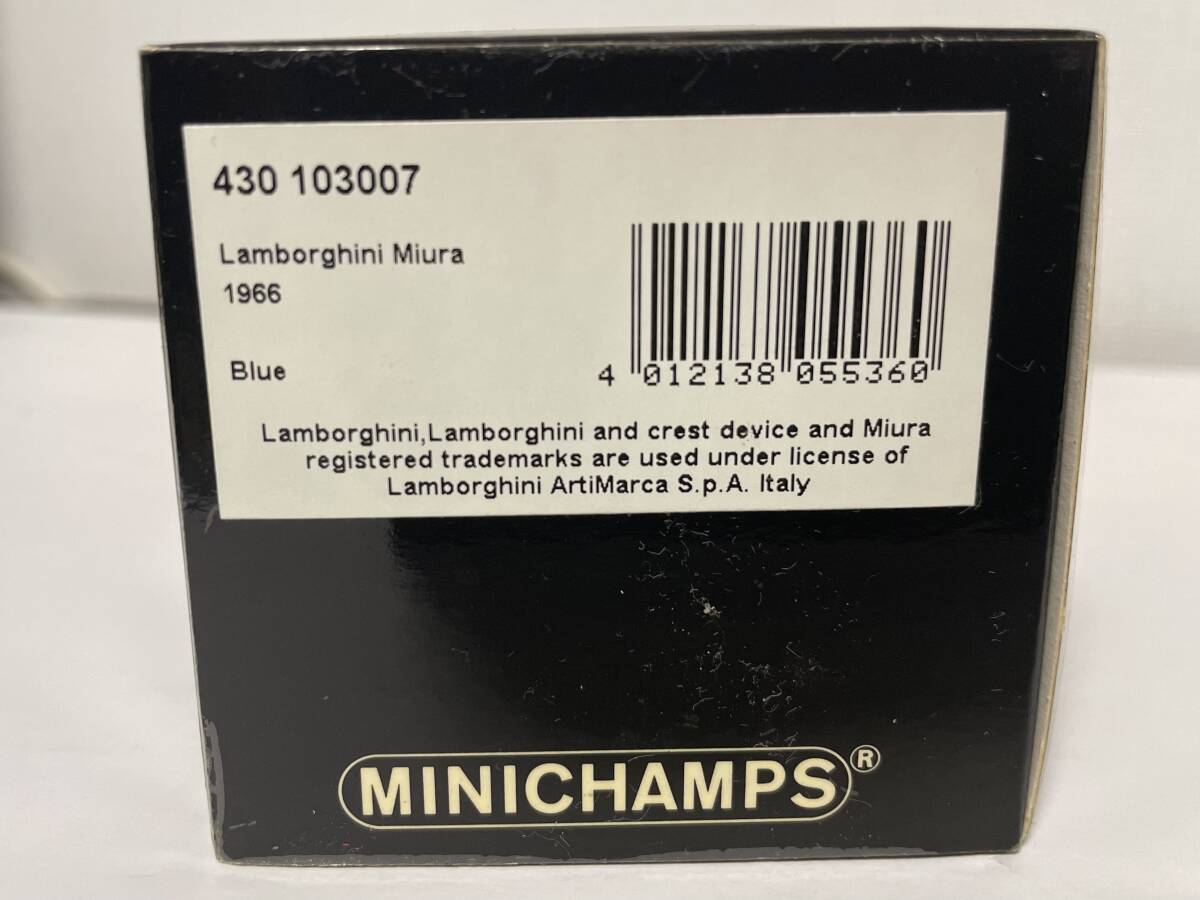 430 103007
Lamborghini Miura
1966
Blue
4 012138 055360
Lamborghini,Lamborghini and crest device and Miura
registered trademarks are used under license of
Lamborghini ArtiMarca S.p.A. Italy
MINICHAMPS®